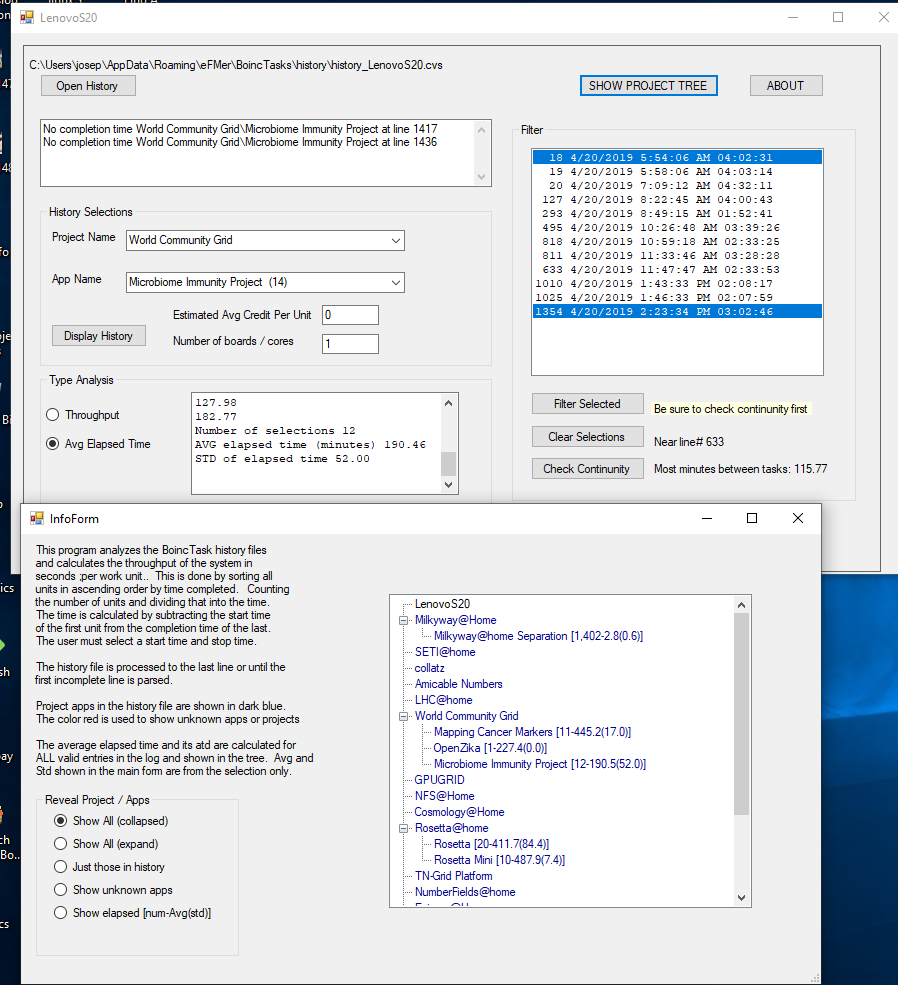 LenovoS20
C:\Users\josep\AppData\Roaming\eFMer\BoincTasks\history\history_LenovoS20.cvs
Open History
SHOW PROJECT TREE
ABOUT
No completion time World Community Grid\Microbiome Immunity Project at line 1417
No completion time World Community Grid\Microbiome Immunity Project at line 1436
History Selections
Project Name
World Community Grid
App Name
Microbiome Immunity Project (14)
Estimated Avg Credit Per Unit
0
Display History
Number of boards / cores
1
Type Analysis
Throughput
Avg Elapsed Time
127.98
182.77
Number of selections 12
AVG elapsed time (minutes) 190.46
STD of elapsed time 52.00
Filter
18 4/20/2019 5:54:06 AM 04:02:31
19 4/20/2019 5:58:06 AM 04:03:14
20 4/20/2019 7:09:12 AM 04:32:11
127 4/20/2019 8:22:45 AM 04:00:43
293 4/20/2019 8:49:15 AM 01:52:41
495 4/20/2019 10:26:48 AM 03:39:26
818 4/20/2019 10:59:18 AM 02:33:25
811 4/20/2019 11:33:46 AM 03:28:28
633 4/20/2019 11:47:47 AM 02:33:53
1010 4/20/2019 1:43:33 PM 02:08:17
1025 4/20/2019 1:46:33 PM 02:07:59
1354 4/20/2019 2:23:34 PM 03:02:46
Filter Selected
Be sure to check continunity first
Clear Selections
Near line# 633
Check Continunity
Most minutes between tasks: 115.77
InfoForm
This program analyzes the BoincTask history files
and calculates the throughput of the system in
seconds ;per work unit.. This is done by sorting all
units in ascending order by time completed. Counting
the number of units and dividing that into the time.
The time is calculated by subtracting the start time
of the first unit from the completion time of the last.
The user must select a start time and stop time.
The history file is processed to the last line or until the
first incomplete line is parsed.
Project apps in the history file are shown in dark blue.
The color red is used to show unknown apps or projects
The average elapsed time and its atd are calculated for
ALL valid entries in the log and shown in the tree. Avg and
Std shown in the main form are from the selection only.
Reveal Project / Apps
Show All (collapsed)
Show All (expand)
Just those in history
Show unknown apps
Show elapsed [num-Avg(std)]
LenovoS20
Milkyway@Home
Milkyway@home Separation [1,402-2.8(0.6)]
SETI@home
collatz
Amicable Numbers
LHC@home
World Community Grid
Mapping Cancer Markers [11-445.2(17.0)]
OpenZika [1-227.4(0.0)]
Microbiome Immunity Project [12-190.5(52.0)]
GPUGRID
NFS@Home
Cosmology@Home
Rosetta@home
Rosetta [20-411.7(84.4)]
Rosetta Mini [10-487.9(7.4)]
TN-Grid Platform
NumberFields@home